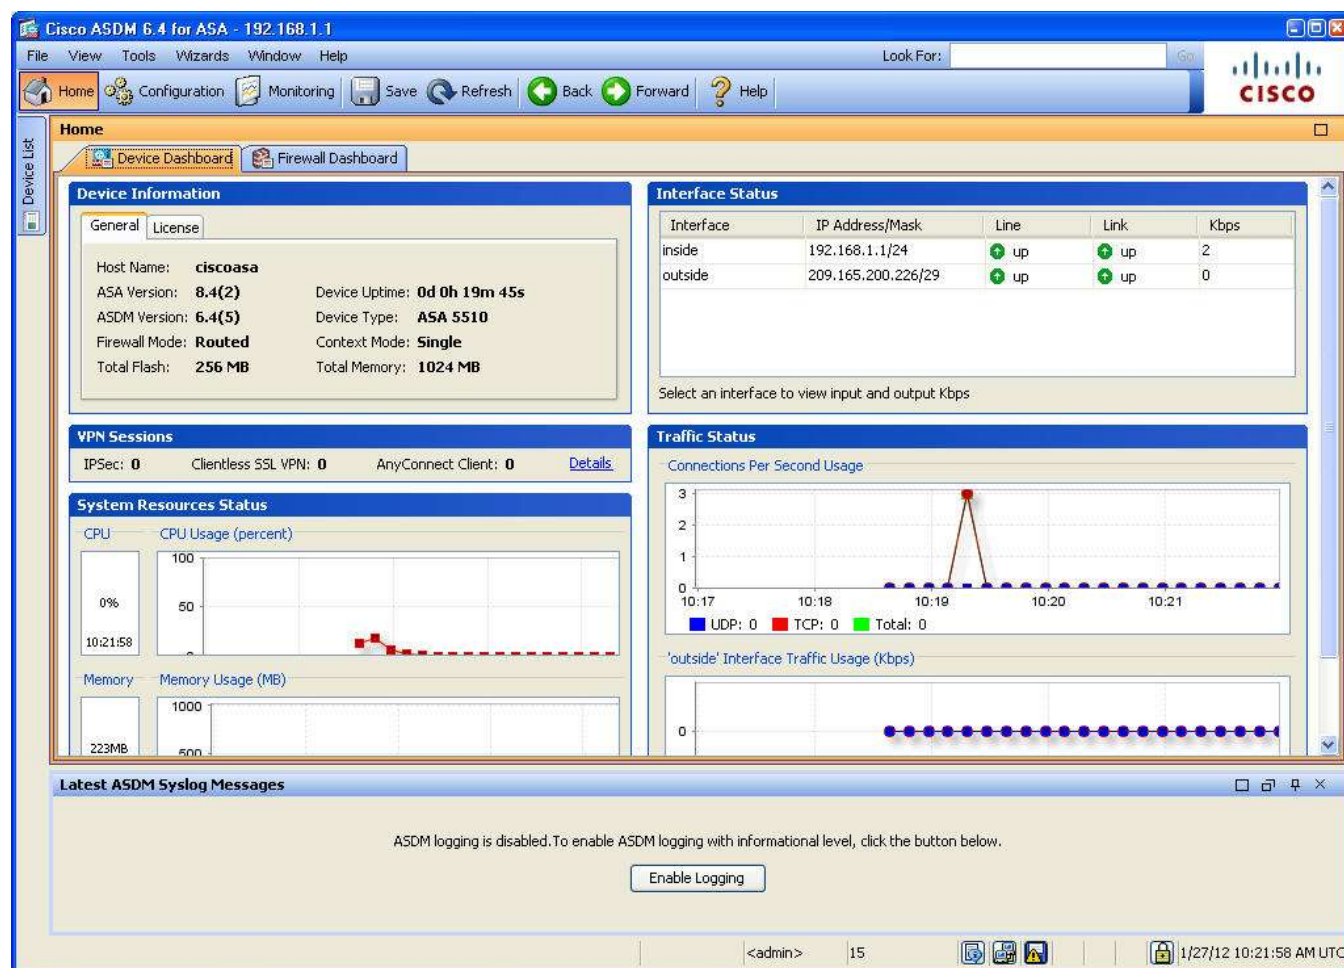 Cisco ASDM 6.4 for ASA - 192.168.1.1
File View Tools Wizards Window Help Look For: Go
Home Configuration Monitoring Save Refresh Back Forward Help
CISCO
Device List
Home
Device Dashboard Firewall Dashboard
Device Information
General License
Host Name: ciscoasa
ASA Version: 8.4(2) Device Uptime: 0d 0h 19m 45s
ASDM Version: 6.4(5) Device Type: ASA 5510
Firewall Mode: Routed Context Mode: Single
Total Flash: 256 MB Total Memory: 1024 MB
Interface Status
Interface IP Address/Mask Line Link Kbps
inside 192.168.1.1/24 up up 2
outside 209.165.200.226/29 up up 0
Select an interface to view input and output Kbps
VPN Sessions
IPSec: 0 Clientless SSL VPN: 0 AnyConnect Client: 0 Details
System Resources Status
CPU CPU Usage (percent)
100
50
0%
10:21:58
Memory Memory Usage (MB)
1000
500
223MB
Traffic Status
Connections Per Second Usage
3
2
1
0
10:17 10:18 10:19 10:20 10:21
UDP: 0 TCP: 0 Total: 0
'outside' Interface Traffic Usage (Kbps)
0
Latest ASDM Syslog Messages
ASDM logging is disabled.To enable ASDM logging with informational level, click the button below.
Enable Logging
<admin> 15 1/27/12 10:21:58 AM UTC